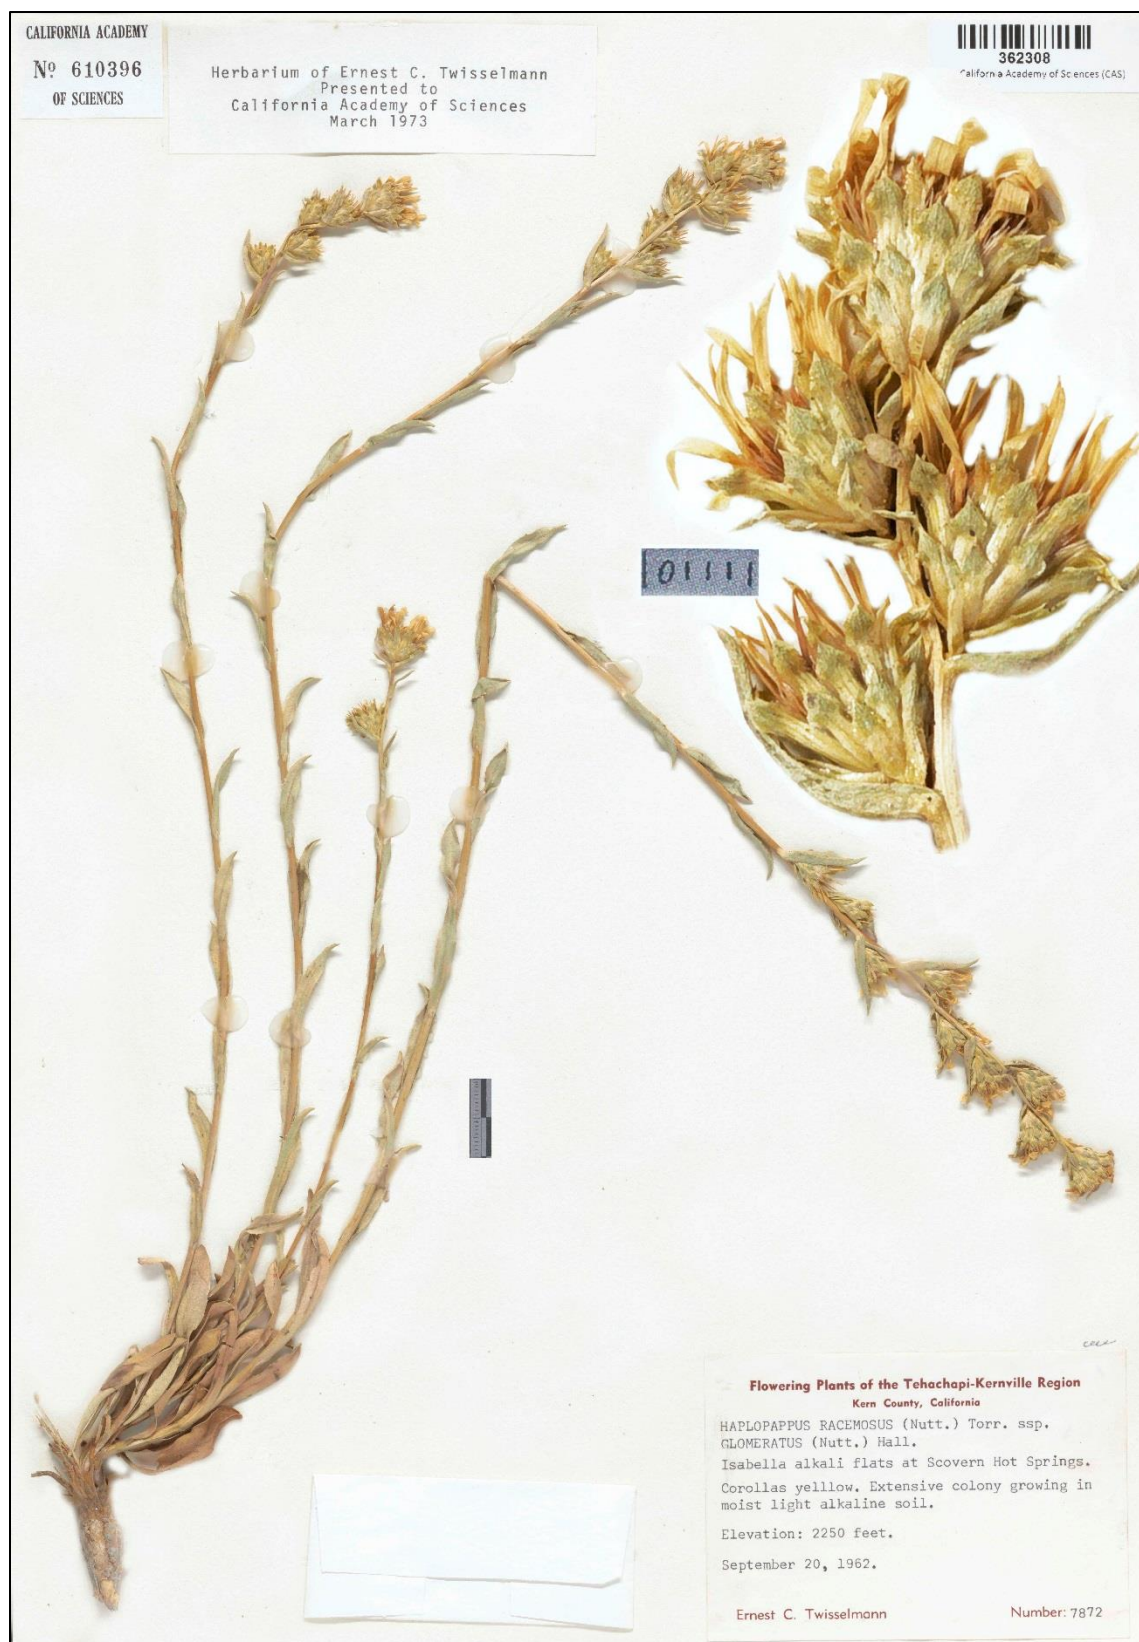 CALIFORNIA ACADEMY
Nº 610396
OF SCIENCES
Herbarium of Ernest C. Twisselmann
Presented to
California Academy of Sciences
March 1973
362308
California Academy of Sciences (CAS)
Flowering Plants of the Tehachapi-Kernville Region
Kern County, California
HAPLOPAPPUS RACEMOSUS (Nutt.) Torr. ssp.
GLOMERATUS (Nutt.) Hall.
Isabella alkali flats at Scovern Hot Springs.
Corollas yelllow. Extensive colony growing in
moist light alkaline soil.
Elevation: 2250 feet.
September 20, 1962.
Ernest C. Twisselmann Number: 7872